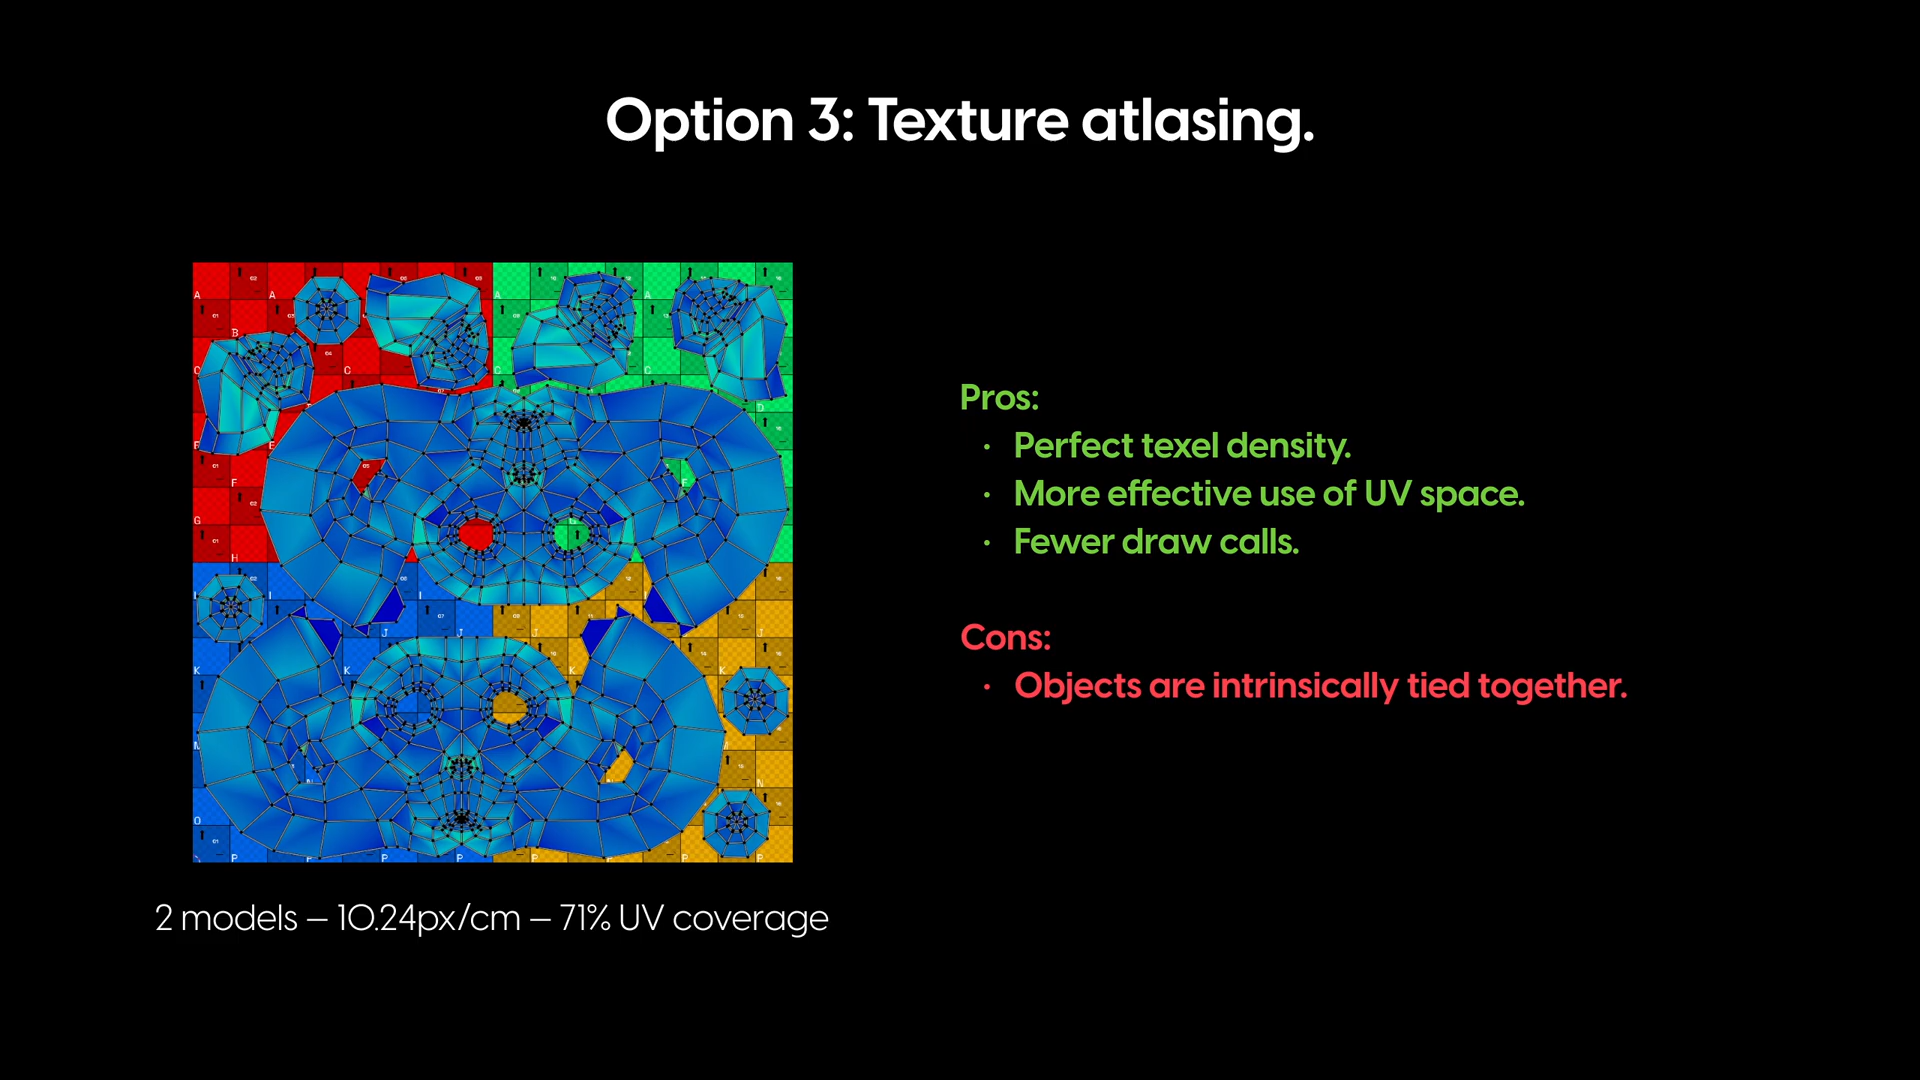 Option 3: Texture atlasing.
Pros:
· Perfect texel density.
· More effective use of UV space.
· Fewer draw calls.
Cons:
· Objects are intrinsically tied together.
2 models – 10.24px/cm – 71% UV coverage